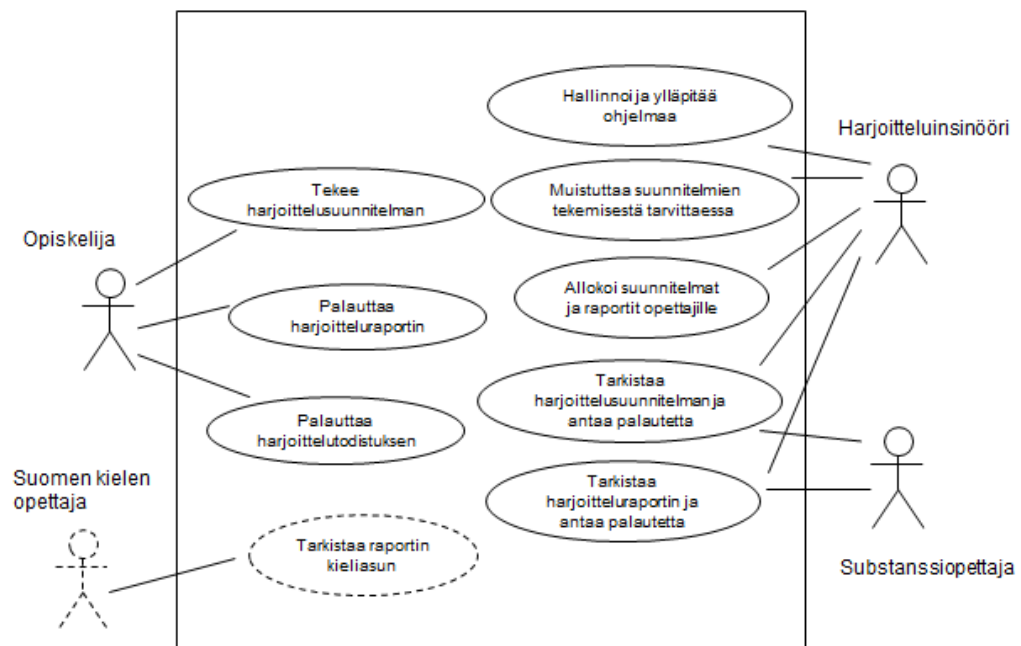 Hallinnoi ja ylläpitää
ohjelmaa
Harjoitteluinsinööri
Tekee
harjoittelusuunnitelman
Muistuttaa suunnitelmien
tekemisestä tarvittaessa
Opiskelija
Allokoi suunnitelmat
ja raportit opettajille
Palauttaa
harjoitteluraportin
Tarkistaa
harjoittelusuunnitelman ja
antaa palautetta
Palauttaa
harjoittelutodistuksen
Suomen kielen
opettaja
Tarkistaa
harjoitteluraportin ja
antaa palautetta
Tarkistaa raportin
kieliasun
Substanssiopettaja